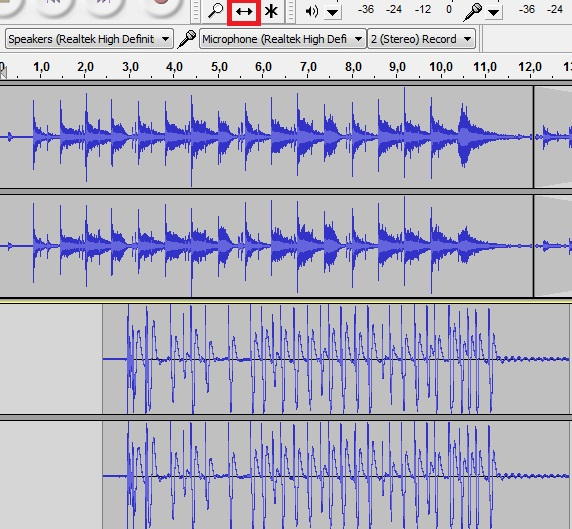 -36 -24 -12 0 -36 -24
Speakers (Realtek High Definit Microphone (Realtek High Defi 2 (Stereo) Record
1,0 2,0 3,0 4,0 5,0 6,0 7,0 8,0 9,0 10,0 11,0 12,0